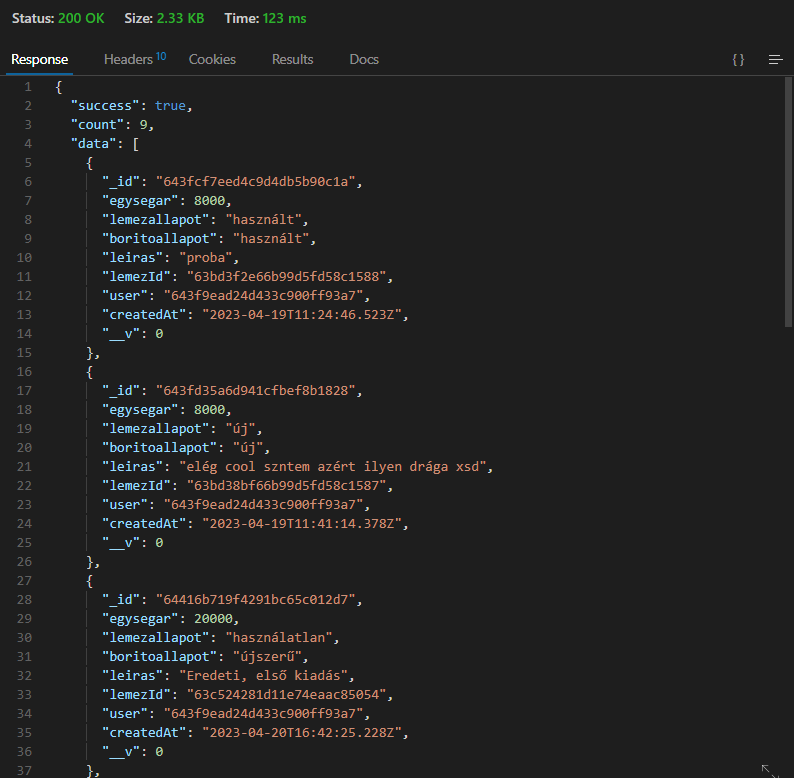 Status: 200 OK Size: 2.33 KB Time: 123 ms
Response Headers 10 Cookies Results Docs { }
1 {
2 "success": true,
3 "count": 9,
4 "data": [
5 {
6 "_id": "643fcf7eed4c9d4db5b90c1a",
7 "egysegar": 8000,
8 "lemezallapot": "használt",
9 "boritoallapot": "használt",
10 "leiras": "proba",
11 "lemezId": "63bd3f2e66b99d5fd58c1588",
12 "user": "643f9ead24d433c900ff93a7",
13 "createdAt": "2023-04-19T11:24:46.523Z",
14 "__v": 0
15 },
16 {
17 "_id": "643fd35a6d941cfbef8b1828",
18 "egysegar": 8000,
19 "lemezallapot": "új",
20 "boritoallapot": "új",
21 "leiras": "elég cool szntem azért ilyen drága xsd",
22 "lemezId": "63bd38bf66b99d5fd58c1587",
23 "user": "643f9ead24d433c900ff93a7",
24 "createdAt": "2023-04-19T11:41:14.378Z",
25 "__v": 0
26 },
27 {
28 "_id": "64416b719f4291bc65c012d7",
29 "egysegar": 20000,
30 "lemezallapot": "használatlan",
31 "boritoallapot": "újszerű",
32 "leiras": "Eredeti, első kiadás",
33 "lemezId": "63c524281d11e74eaac85054",
34 "user": "643f9ead24d433c900ff93a7",
35 "createdAt": "2023-04-20T16:42:25.228Z",
36 "__v": 0
37 },